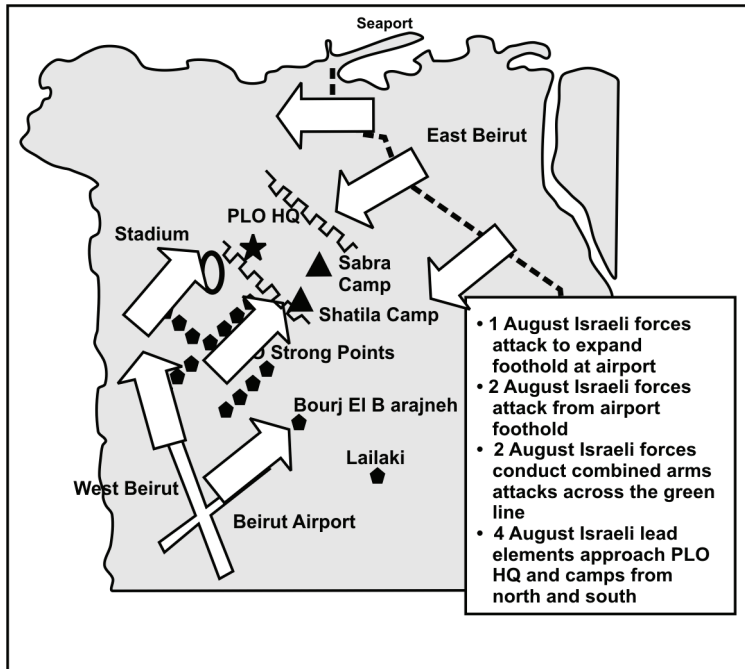 Seaport
East Beirut
PLO HQ
Stadium
Sabra
Camp
Shatila Camp
Strong Points
Bourj El B arajneh
Lailaki
West Beirut
Beirut Airport
• 1 August Israeli forces
attack to expand
foothold at airport
• 2 August Israeli forces
attack from airport
foothold
• 2 August Israeli forces
conduct combined arms
attacks across the green
line
• 4 August Israeli lead
elements approach PLO
HQ and camps from
north and south